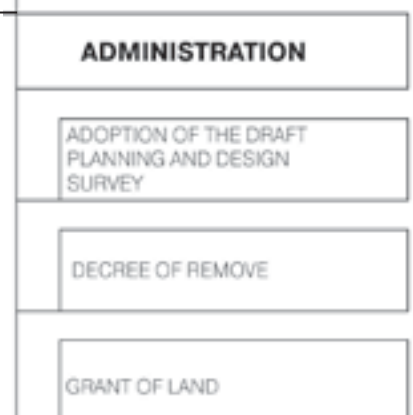 ADMINISTRATION
ADOPTION OF THE DRAFT
PLANNING AND DESIGN
SURVEY
DECREE OF REMOVE
GRANT OF LAND